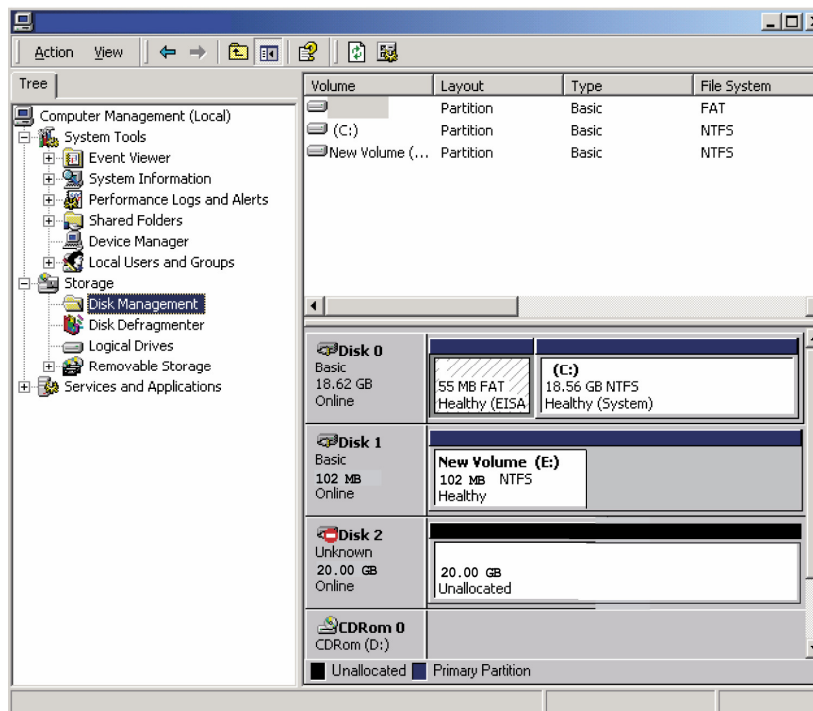 Action View
Tree
Computer Management (Local)
System Tools
Event Viewer
System Information
Performance Logs and Alerts
Shared Folders
Device Manager
Local Users and Groups
Storage
Disk Management
Disk Defragmenter
Logical Drives
Removable Storage
Services and Applications
Volume Layout Type File System
Partition Basic FAT
(C:) Partition Basic NTFS
New Volume (... Partition Basic NTFS
Disk 0
Basic
18.62 GB
Online
55 MB FAT
Healthy (EISA
(C:)
18.56 GB NTFS
Healthy (System)
Disk 1
Basic
102 MB
Online
New Volume (E:)
102 MB NTFS
Healthy
Disk 2
Unknown
20.00 GB
Online
20.00 GB
Unallocated
CDRom 0
CDRom (D:)
Unallocated Primary Partition